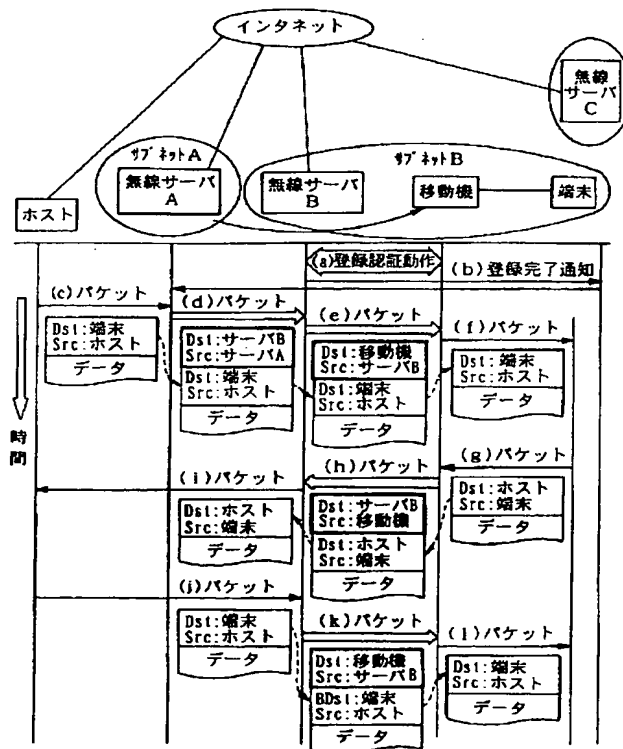 インタネット
無線
サーバ
C
サブネットA
サブネットB
無線サーバ
A
無線サーバ
B
移動機
端末
ホスト
(a)登録認証動作
(b)登録完了通知
(c)パケット
(d)パケット
(e)パケット
(f)パケット
Dst:端末
Src:ホスト
データ
Dst:サーバB
Src:サーバA
Dst:端末
Src:ホスト
データ
Dst:移動機
Src:サーバB
Dst:端末
Src:ホスト
データ
Dst:端末
Src:ホスト
データ
時間
(i)パケット
(h)パケット
(g)パケット
Dst:ホスト
Src:端末
データ
Dst:サーバB
Src:移動機
Dst:ホスト
Src:端末
データ
Dst:ホスト
Src:端末
データ
(j)パケット
(k)パケット
(l)パケット
Dst:端末
Src:ホスト
データ
Dst:移動機
Src:サーバB
BDst:端末
Src:ホスト
データ
Dst:端末
Src:ホスト
データ